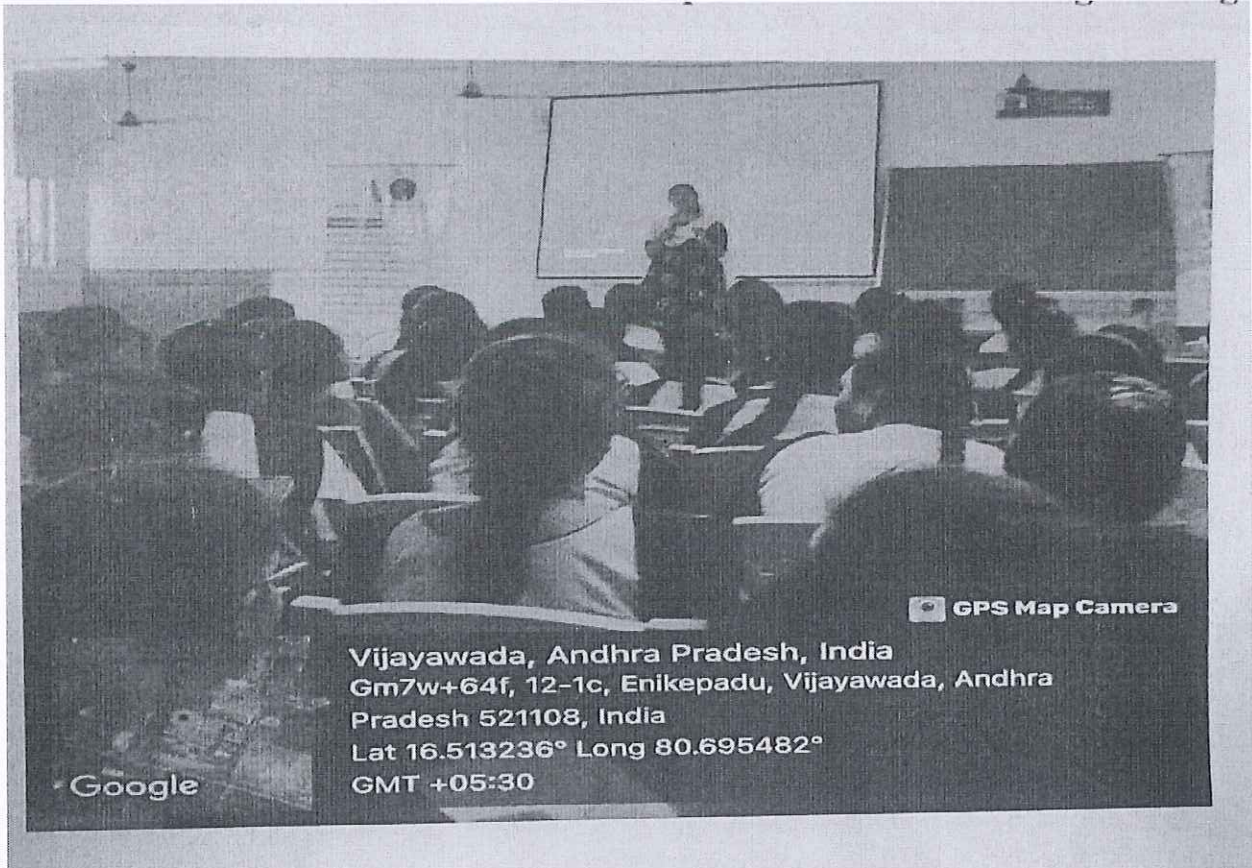 GPS Map Camera
Vijayawada, Andhra Pradesh, India
Gm7w+64f, 12-1c, Enikepadu, Vijayawada, Andhra
Pradesh 521108, India
Lat 16.513236° Long 80.695482°
GMT +05:30
Google